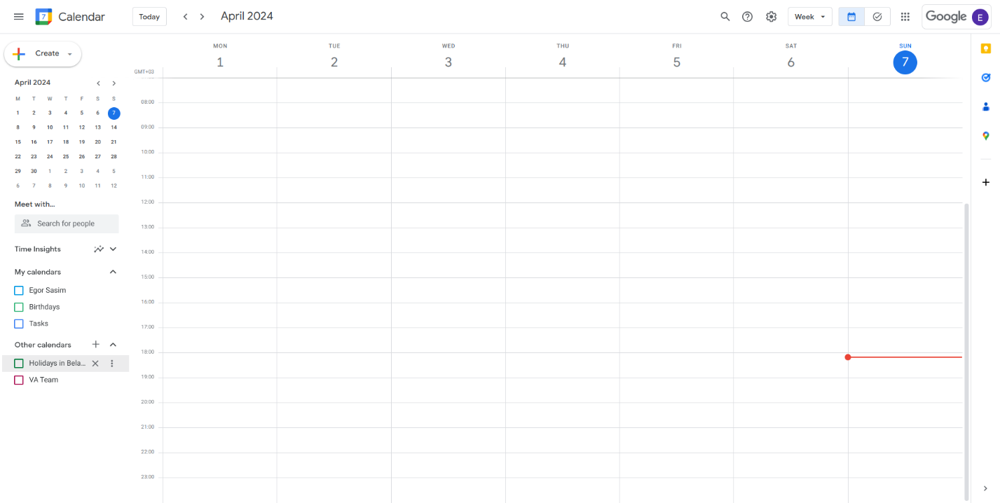 7 Calendar Today April 2024 Week Google E
Create
April 2024
M T W T F S S
1 2 3 4 5 6 7
8 9 10 11 12 13 14
15 16 17 18 19 20 21
22 23 24 25 26 27 28
29 30 1 2 3 4 5
6 7 8 9 10 11 12
Meet with...
Search for people
Time Insights
My calendars
Egor Sasim
Birthdays
Tasks
Other calendars
Holidays in Bela...
VA Team
MON TUE WED THU FRI SAT SUN
1 2 3 4 5 6 7
GMT+03
08:00
09:00
10:00
11:00
12:00
13:00
14:00
15:00
16:00
17:00
18:00
19:00
20:00
21:00
22:00
23:00